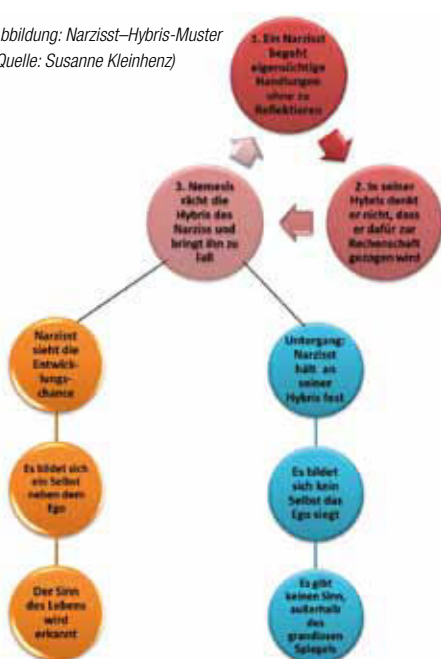 bbildung: Narzisst–Hybris-Muster
Quelle: Susanne Kleinhenz)
1. Ein Narzisst
begeht
eigensüchtige
Handlungen
ohne zu
Reflektieren
2. In seiner
Hybris denkt
er nicht, dass
er dafür zur
Rechenschaft
gezogen wird
3. Nemesis
rächt die
Hybris des
Narziss und
bringt ihn zu
Fall
Narzisst
sieht die
Entwick-
lungs-
chance
Es bildet sich
ein Selbst
neben dem
Ego
Der Sinn
des Lebens
wird
erkannt
Untergang:
Narzisst
hält an
seiner
Hybris fest
Es bildet
sich kein
Selbst das
Ego siegt
Es gibt
keinen Sinn,
außerhalb
des
grandiosen
Spiegels